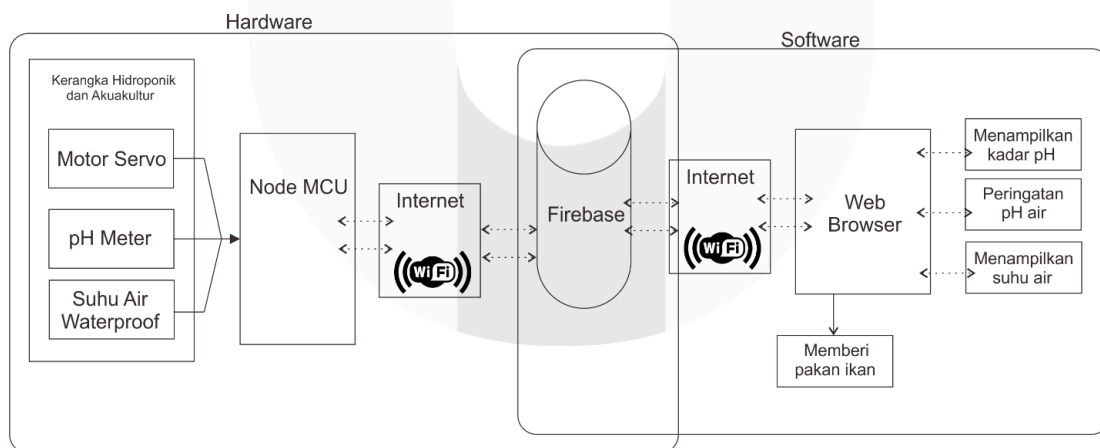 Hardware
Software
Kerangka Hidroponik
dan Akuakultur
Motor Servo
pH Meter
Suhu Air
Waterproof
Node MCU
Internet
WiFi
Firebase
Internet
WiFi
Web
Browser
Menampilkan
kadar pH
Peringatan
pH air
Menampilkan
suhu air
Memberi
pakan ikan